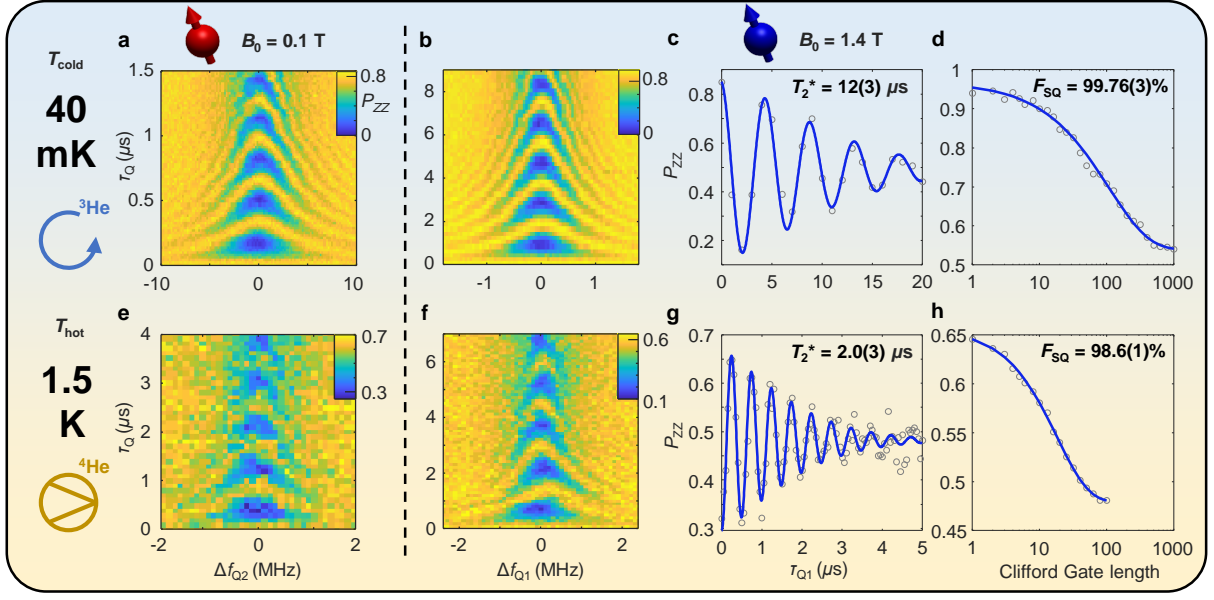 a
B₀ = 0.1 T
b
c
B₀ = 1.4 T
d
T_cold
40
mK
³He
1.5
1
0.5
0
τ_Q (µs)
-10
0
10
0.8
P_ZZ
0
8
6
4
2
0
-1
0
1
0.8
0
T₂* = 12(3) µs
P_ZZ
0.8
0.6
0.4
0.2
0
5
10
15
20
F_SQ = 99.76(3)%
1
0.9
0.8
0.7
0.6
0.5
1
10
100
1000
T_hot
1.5
K
⁴He
e
f
g
h
4
3
2
1
0
τ_Q (µs)
-2
0
2
Δf_Q2 (MHz)
0.7
0.3
6
4
2
0
-2
0
2
Δf_Q1 (MHz)
0.6
0.1
T₂* = 2.0(3) µs
P_ZZ
0.7
0.6
0.5
0.4
0.3
0
1
2
3
4
5
τ_Q1 (µs)
F_SQ = 98.6(1)%
0.65
0.6
0.55
0.5
0.45
1
10
100
1000
Clifford Gate length